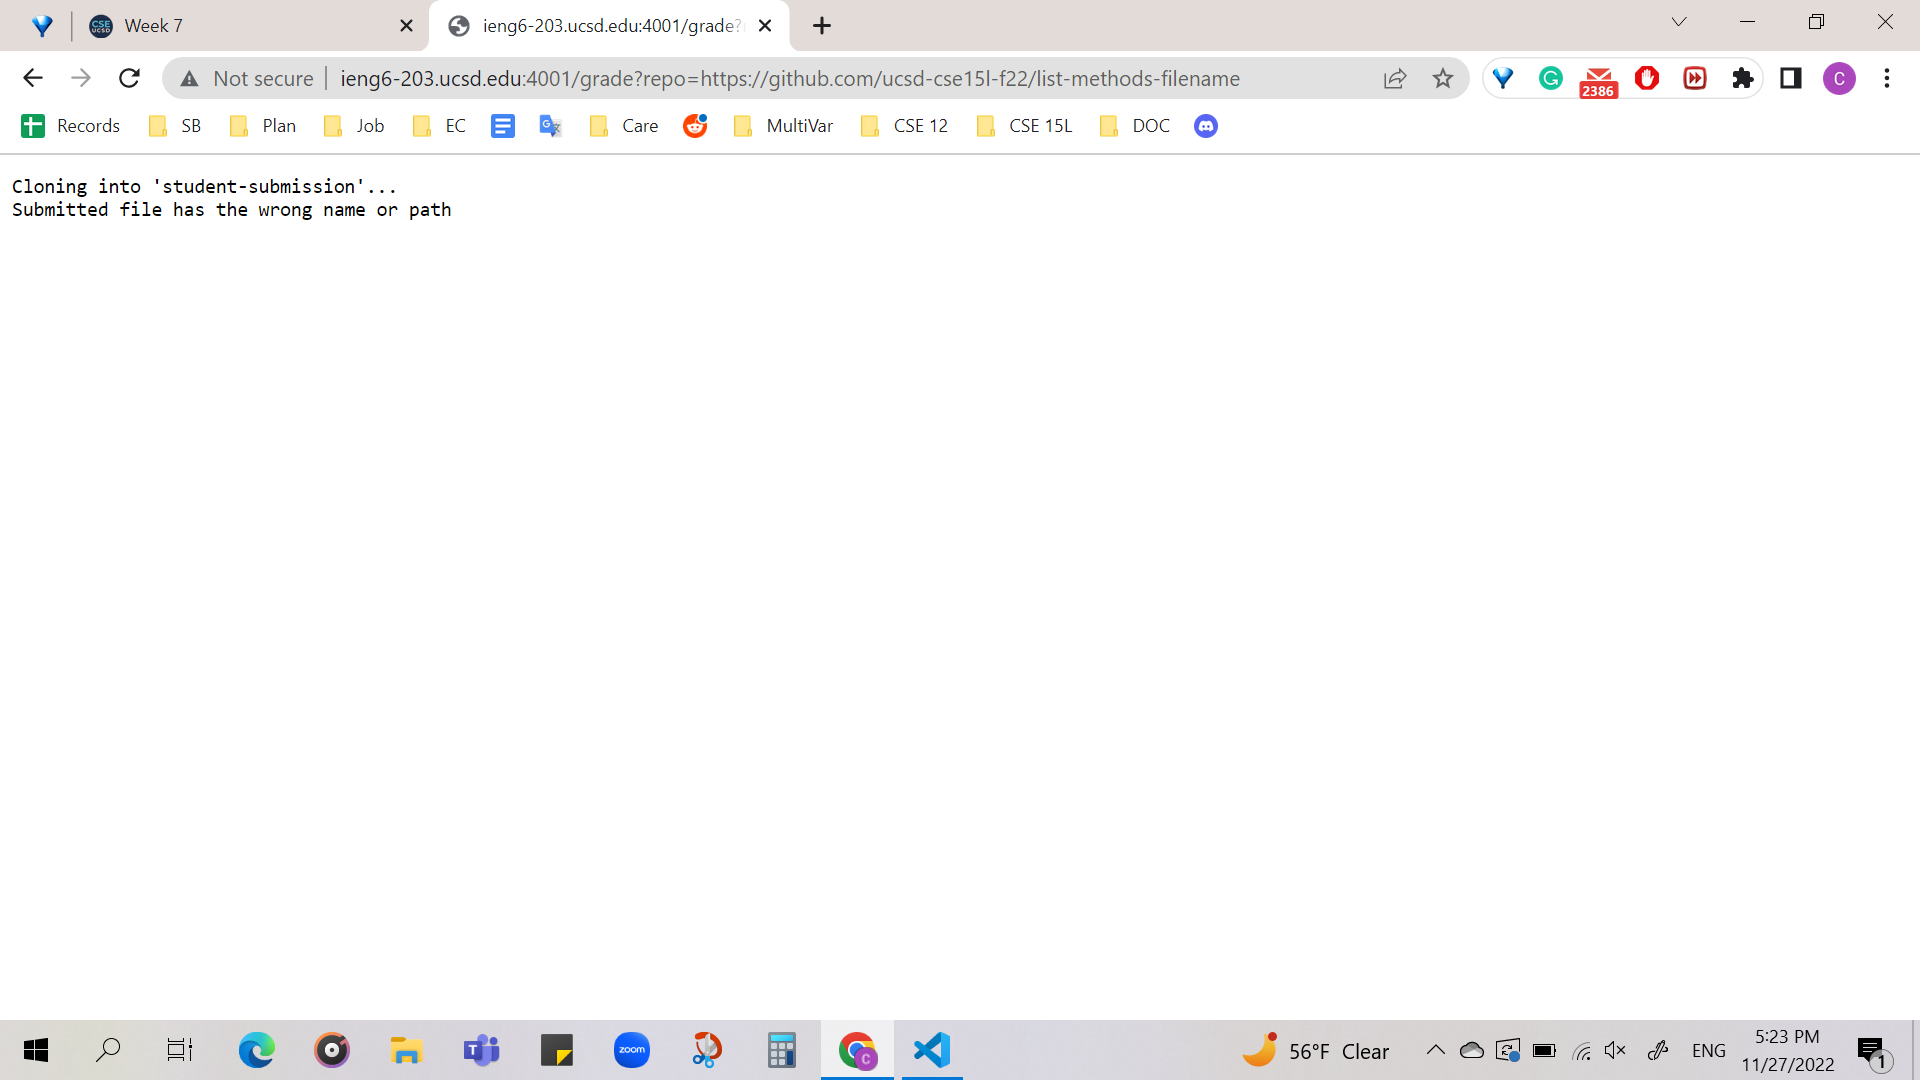 CSE
UCSD
Week 7
ieng6-203.ucsd.edu:4001/grade?
Not secure
ieng6-203.ucsd.edu:4001/grade?repo=https://github.com/ucsd-cse15l-f22/list-methods-filename
2386
C
Records
SB
Plan
Job
EC
Care
MultiVar
CSE 12
CSE 15L
DOC
Cloning into 'student-submission'...
Submitted file has the wrong name or path
zoom
C
56°F Clear
ENG
5:23 PM
11/27/2022
1